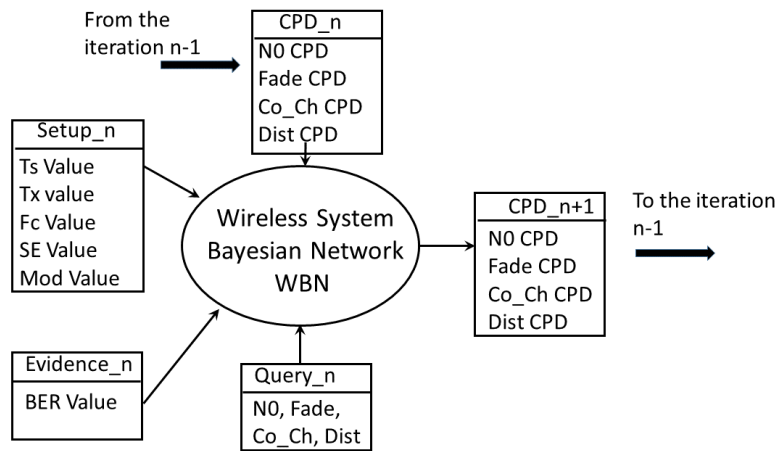 From the
iteration n-1
CPD_n
N0 CPD
Fade CPD
Co_Ch CPD
Dist CPD
Setup_n
Ts Value
Tx value
Fc Value
SE Value
Mod Value
Wireless System
Bayesian Network
WBN
CPD_n+1
N0 CPD
Fade CPD
Co_Ch CPD
Dist CPD
To the iteration
n-1
Evidence_n
BER Value
Query_n
N0, Fade,
Co_Ch, Dist